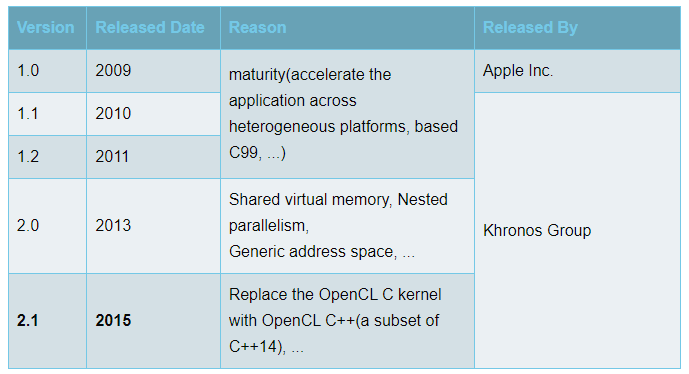 Version Released Date Reason Released By
1.0 2009 maturity(accelerate the
application across
heterogeneous platforms, based
C99, ...) Apple Inc.
1.1 2010
1.2 2011
2.0 2013 Shared virtual memory, Nested
parallelism,
Generic address space, ... Khronos Group
2.1 2015 Replace the OpenCL C kernel
with OpenCL C++(a subset of
C++14), ...